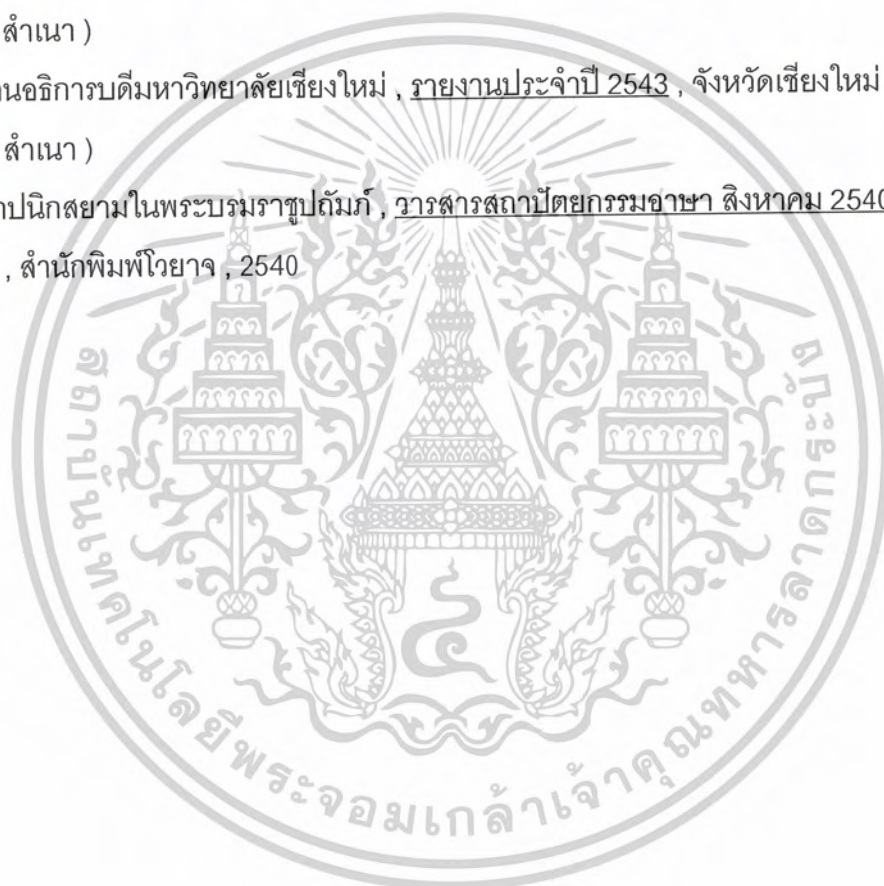 สำเนา )
านอธิการบดีมหาวิทยาลัยเชียงใหม่ , รายงานประจำปี 2543 , จังหวัดเชียงใหม่
สำเนา )
าปนิกสยามในพระบรมราชูปถัมภ์ , วารสารสถาปัตยกรรมอาษา สิงหาคม 2540
, สำนักพิมพ์โวยาจ , 2540
สถาบันเทคโนโลยีพระจอมเกล้าเจ้าคุณทหารลาดกระบัง
๔